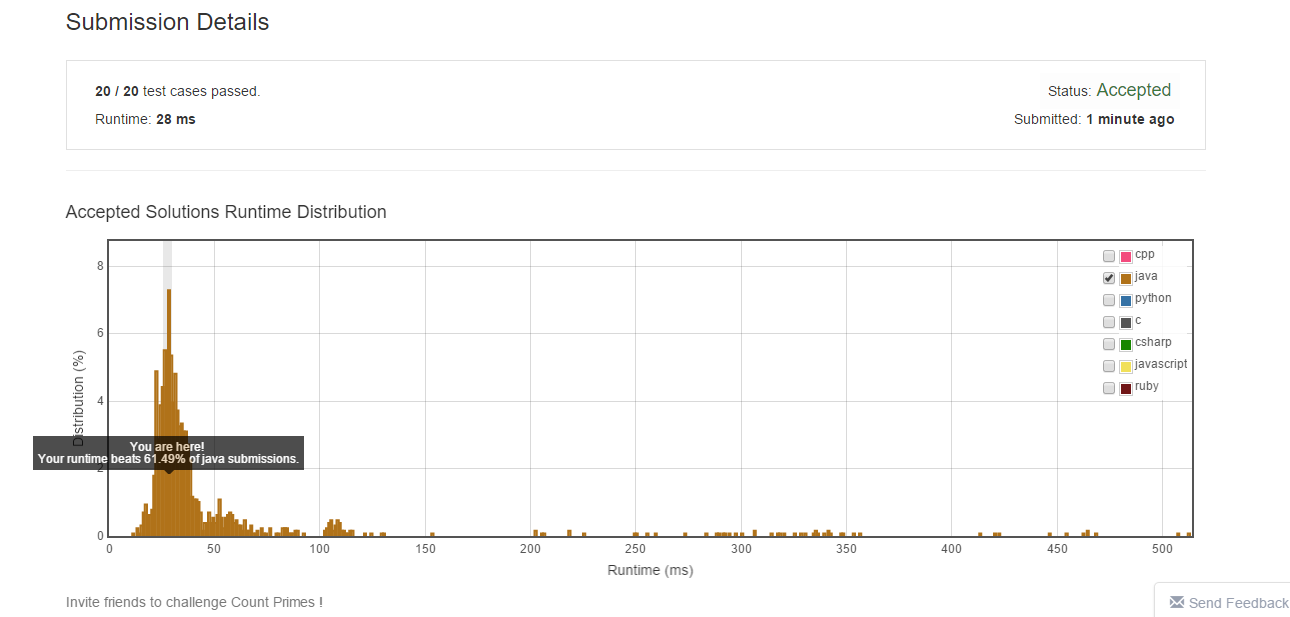 Submission Details
20 / 20 test cases passed.
Status: Accepted
Runtime: 28 ms
Submitted: 1 minute ago
Accepted Solutions Runtime Distribution
8
6
4
2
0
Distribution (%)
cpp
java
python
c
csharp
javascript
ruby
You are here!
Your runtime beats 61.49% of java submissions.
0 50 100 150 200 250 300 350 400 450 500
Runtime (ms)
Invite friends to challenge Count Primes !
Send Feedback